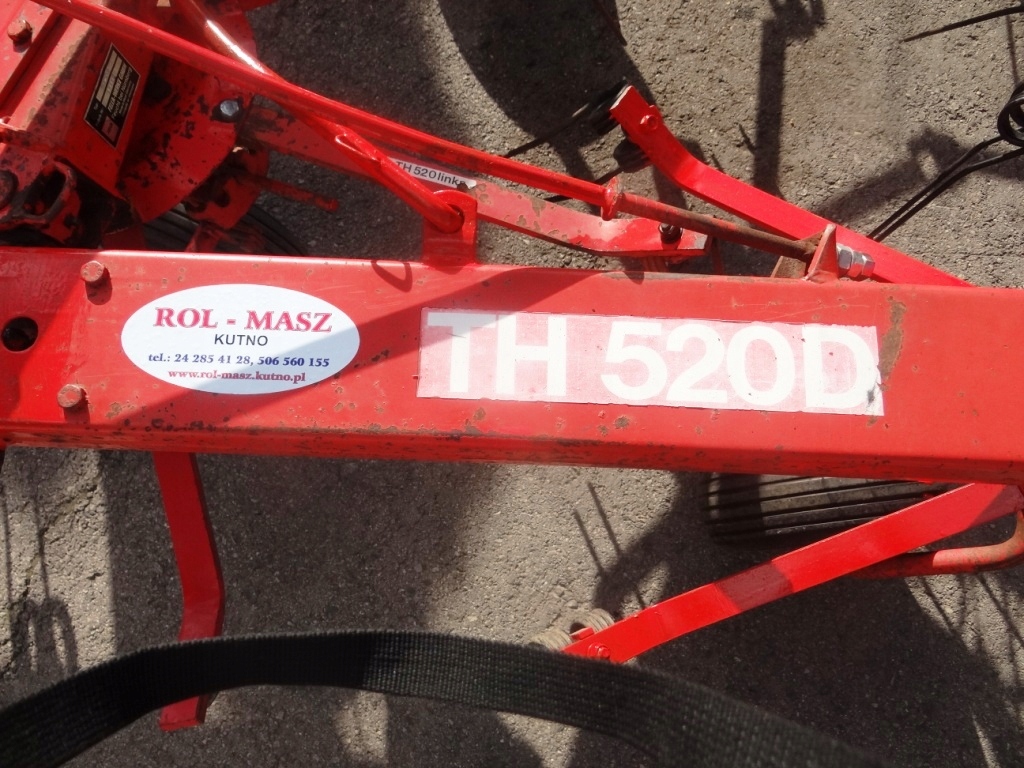 TH 520 links
ROL - MASZ
KUTNO
tel.: 24 285 41 28, 506 560 155
www.rol-masz.kutno.pl
TH 520D